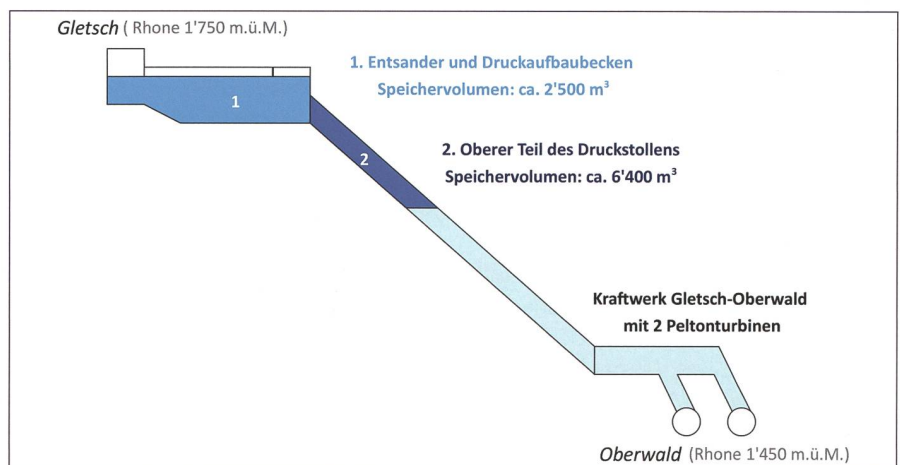 Gletsch ( Rhone 1'750 m.ü.M.)
1. Entsander und Druckaufbaubecken
Speichervolumen: ca. 2'500 m³
1
2. Oberer Teil des Druckstollens
Speichervolumen: ca. 6'400 m³
2
Kraftwerk Gletsch-Oberwald
mit 2 Peltonturbinen
Oberwald (Rhone 1'450 m.ü.M.)